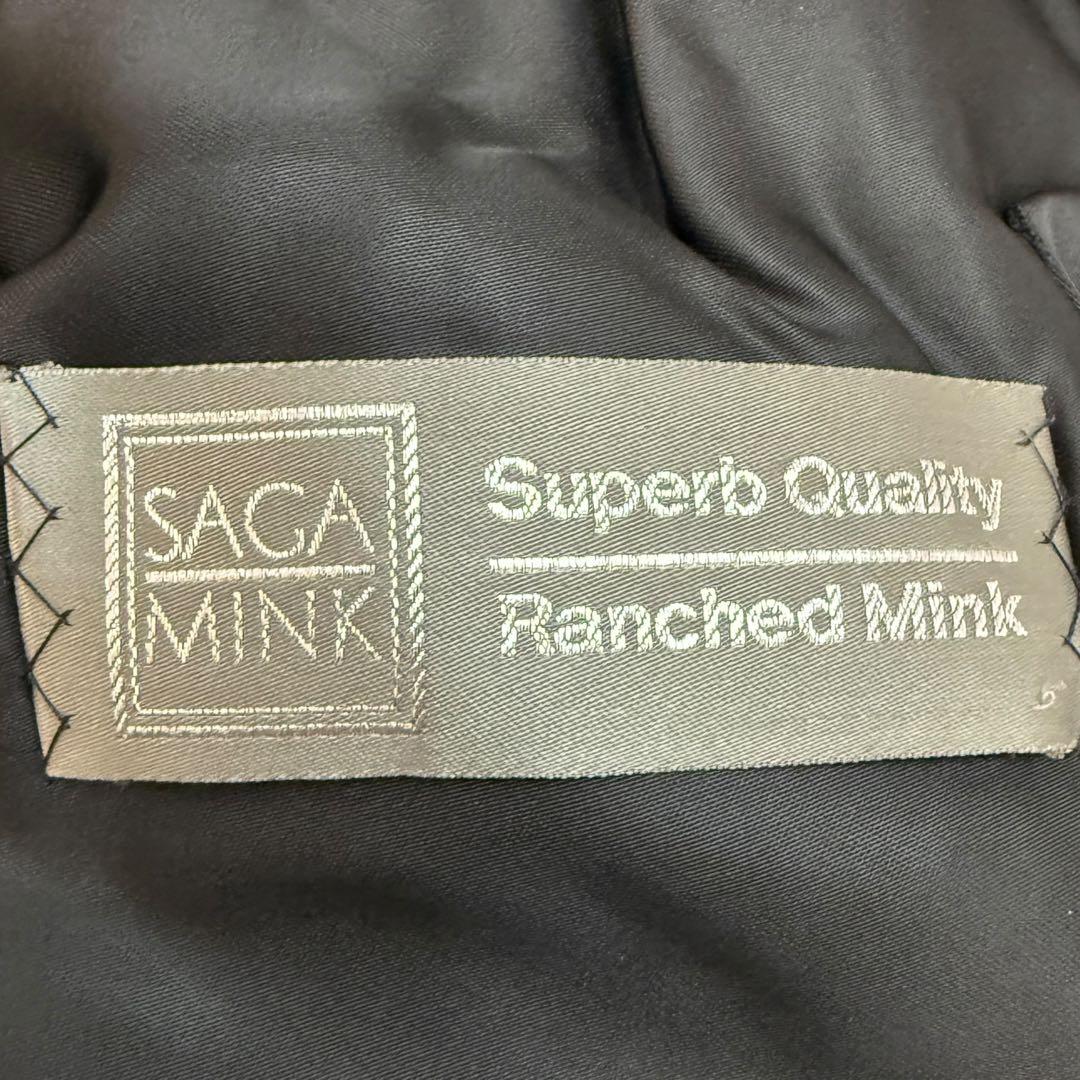 SAGA
MINK
Superb Quality
Ranched Mink